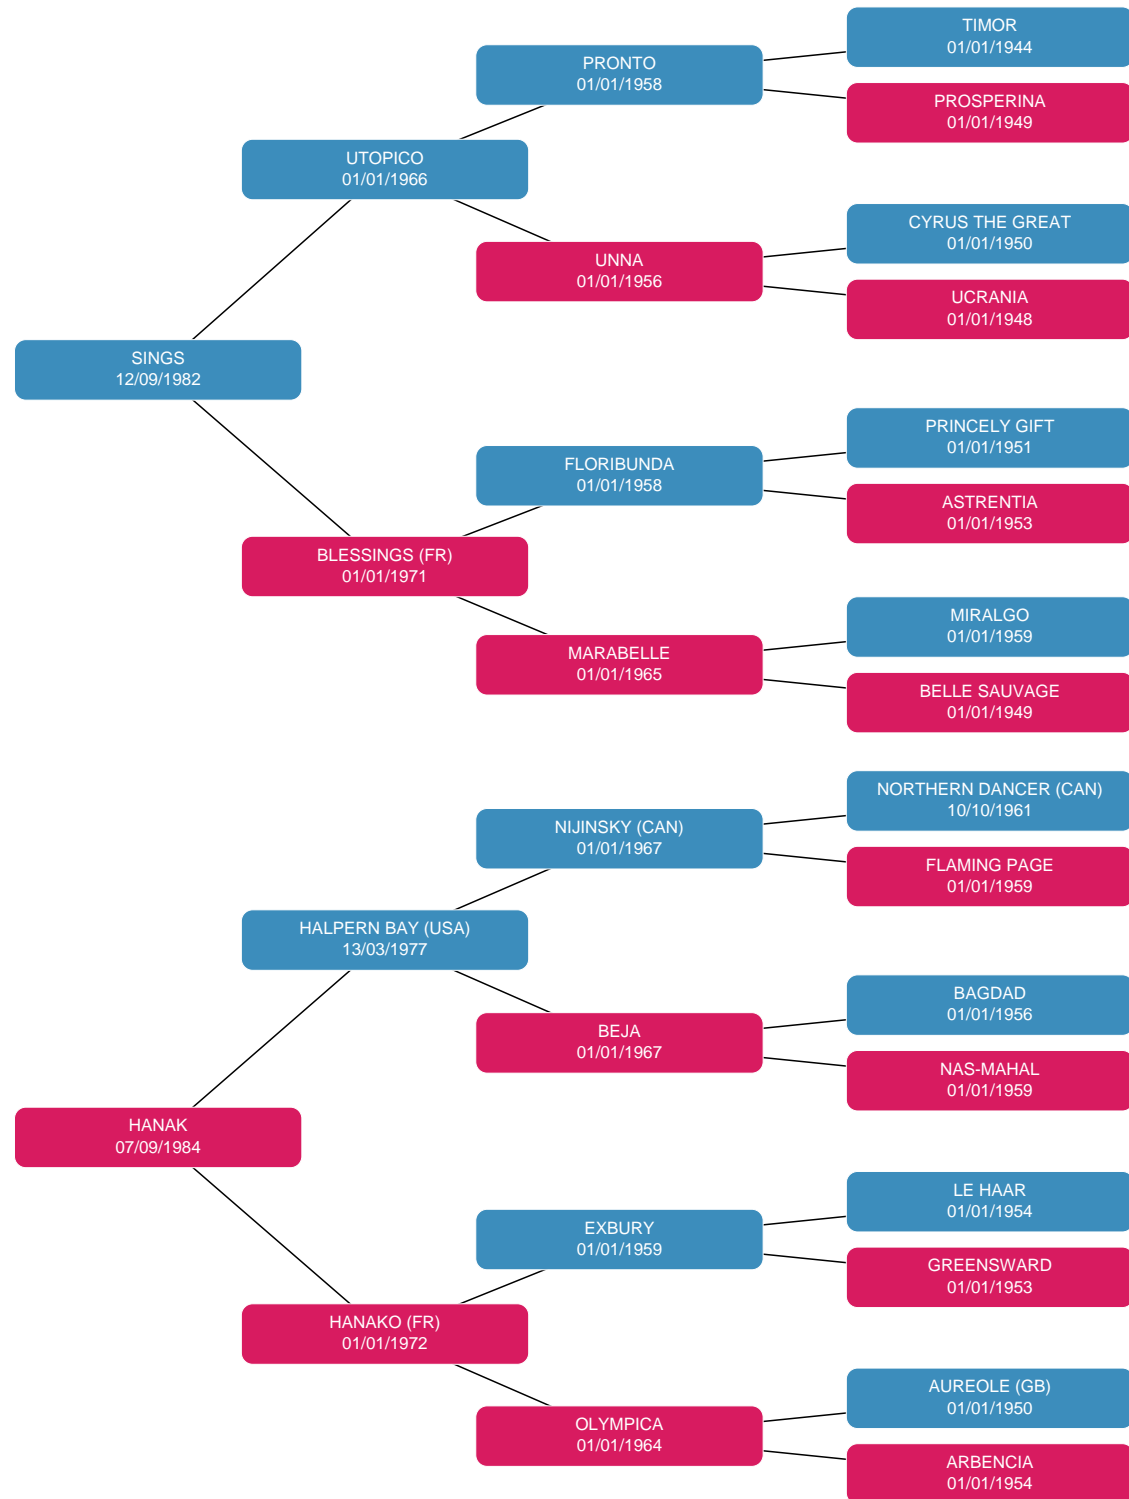 TIMOR
01/01/1944
PRONTO
01/01/1958
PROSPERINA
01/01/1949
UTOPICO
01/01/1966
CYRUS THE GREAT
01/01/1950
UNNA
01/01/1956
UCRANIA
01/01/1948
SINGS
12/09/1982
PRINCELY GIFT
01/01/1951
FLORIBUNDA
01/01/1958
ASTRENTIA
01/01/1953
BLESSINGS (FR)
01/01/1971
MIRALGO
01/01/1959
MARABELLE
01/01/1965
BELLE SAUVAGE
01/01/1949
NORTHERN DANCER (CAN)
10/10/1961
NIJINSKY (CAN)
01/01/1967
FLAMING PAGE
01/01/1959
HALPERN BAY (USA)
13/03/1977
BAGDAD
01/01/1956
BEJA
01/01/1967
NAS-MAHAL
01/01/1959
HANAK
07/09/1984
LE HAAR
01/01/1954
EXBURY
01/01/1959
GREENSWARD
01/01/1953
HANAKO (FR)
01/01/1972
AUREOLE (GB)
01/01/1950
OLYMPICA
01/01/1964
ARBENCIA
01/01/1954